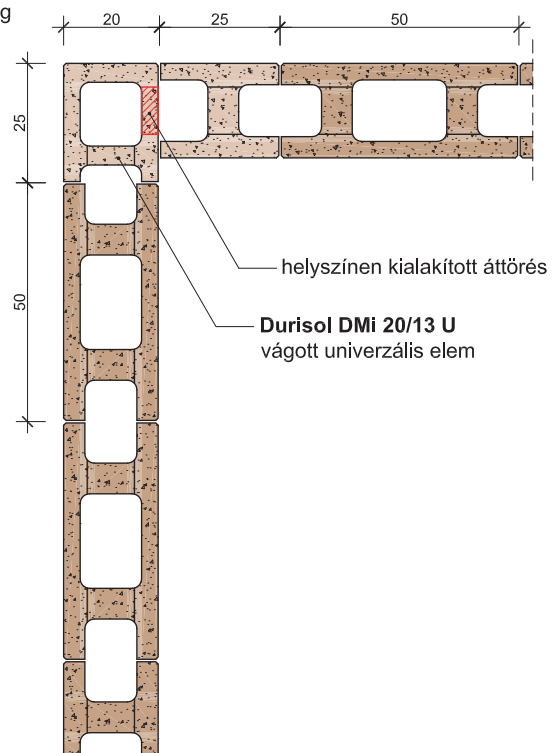 g
20 25 50
25
50
helyszínen kialakított áttörés
Durisol DMi 20/13 U
vágott univerzális elem